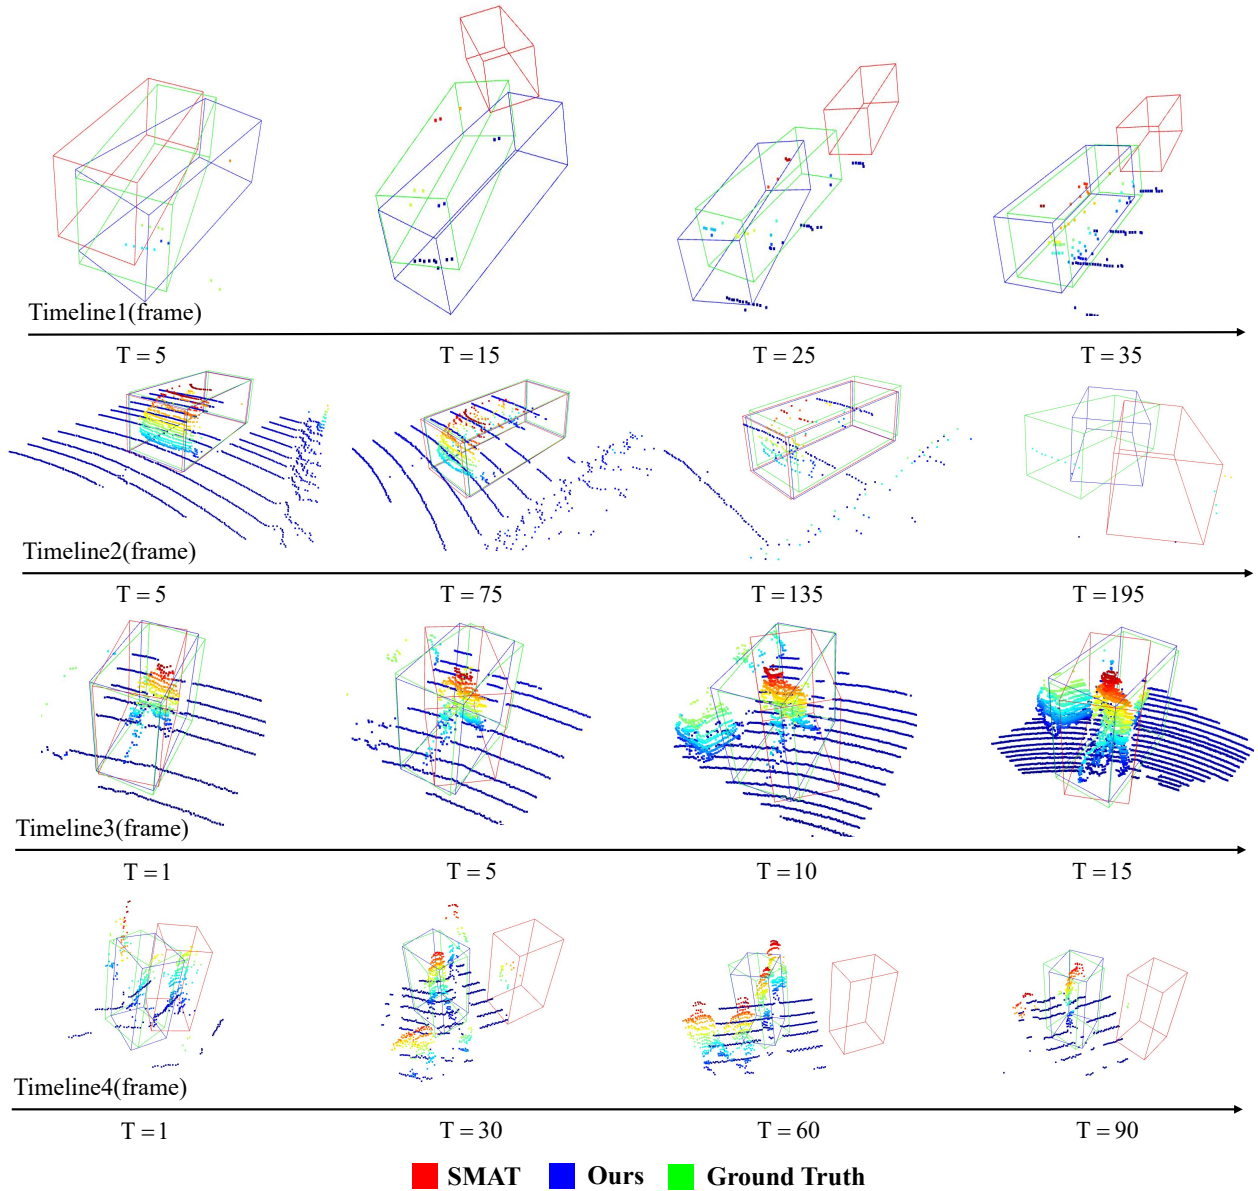 Timeline1(frame)
T = 5 T = 15 T = 25 T = 35
Timeline2(frame)
T = 5 T = 75 T = 135 T = 195
Timeline3(frame)
T = 1 T = 5 T = 10 T = 15
Timeline4(frame)
T = 1 T = 30 T = 60 T = 90
SMAT Ours Ground Truth